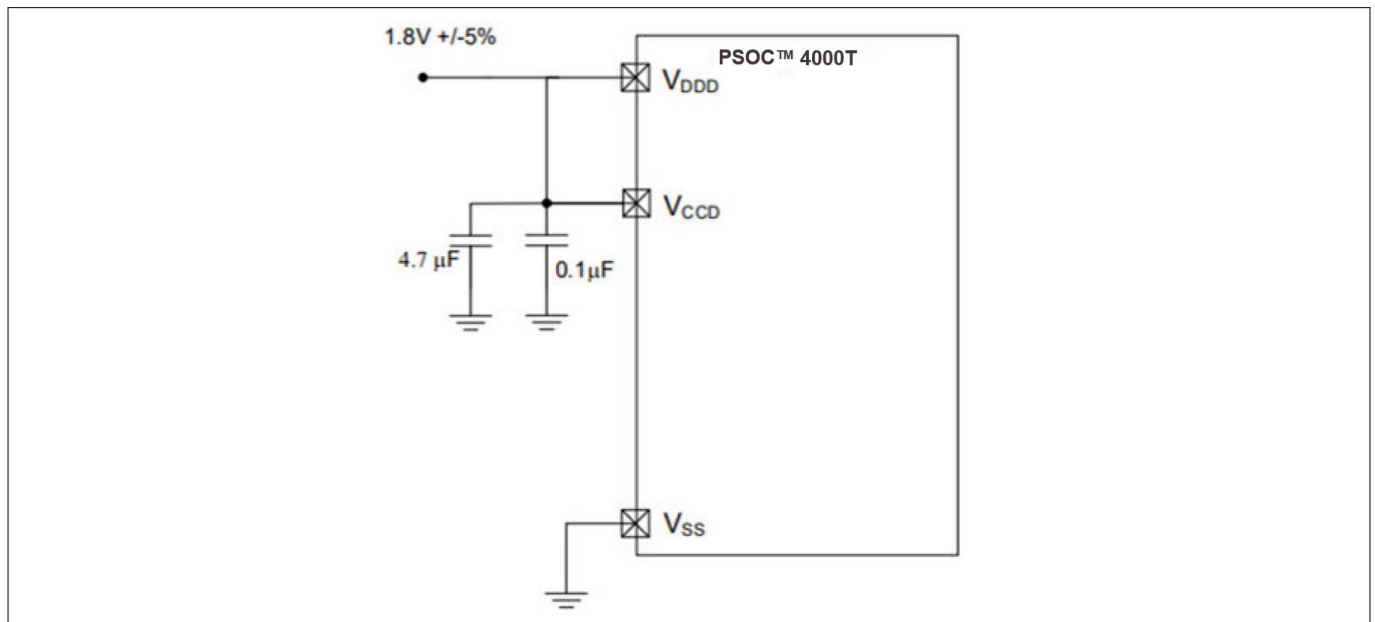 1.8V +/-5%
PSOC™ 4000T
VDDD
VCCD
4.7 μF
0.1μF
VSS